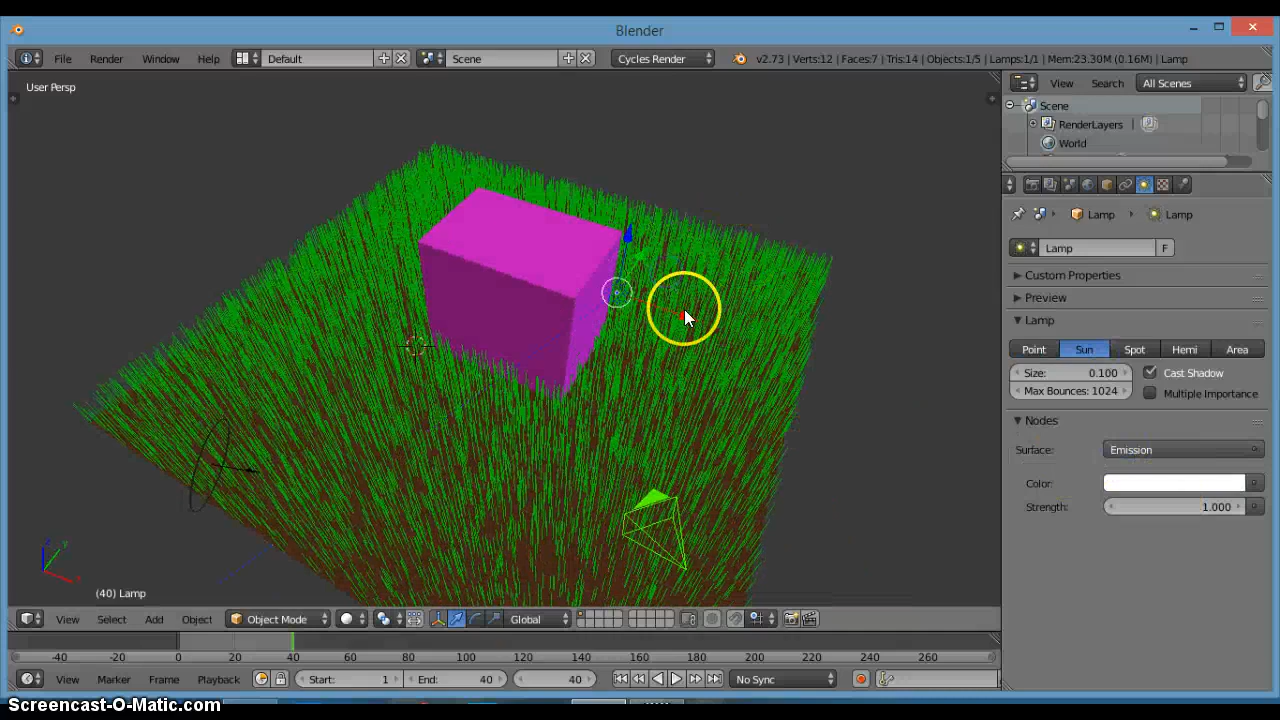 Blender
File Render Window Help Default Scene Cycles Render v2.73 | Verts:12 | Faces:7 | Tris:14 | Objects:1/5 | Lamps:1/1 | Mem:23.30M (0.16M) | Lamp
User Persp
View Search All Scenes
Scene
RenderLayers
World
Lamp Lamp
Lamp F
Custom Properties
Preview
Lamp
Point Sun Spot Hemi Area
Size: 0.100 Cast Shadow
Max Bounces: 1024 Multiple Importance
Nodes
Surface: Emission
Color:
Strength: 1.000
z y x
(40) Lamp
View Select Add Object Object Mode Global
-40 -20 0 20 40 60 80 100 120 140 160 180 200 220 240 260
View Marker Frame Playback Start: 1 End: 40 40 No Sync
Screencast-O-Matic.com